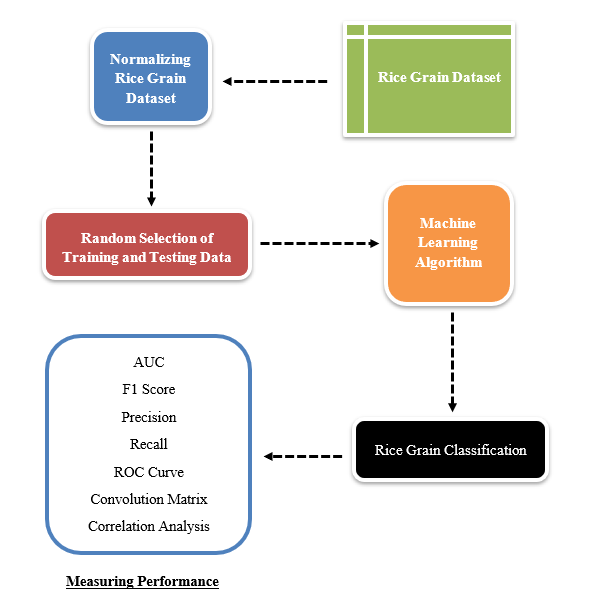 Rice Grain Dataset
Normalizing
Rice Grain
Dataset
Random Selection of
Training and Testing Data
Machine
Learning
Algorithm
Rice Grain Classification
AUC
F1 Score
Precision
Recall
ROC Curve
Convolution Matrix
Correlation Analysis
Measuring Performance